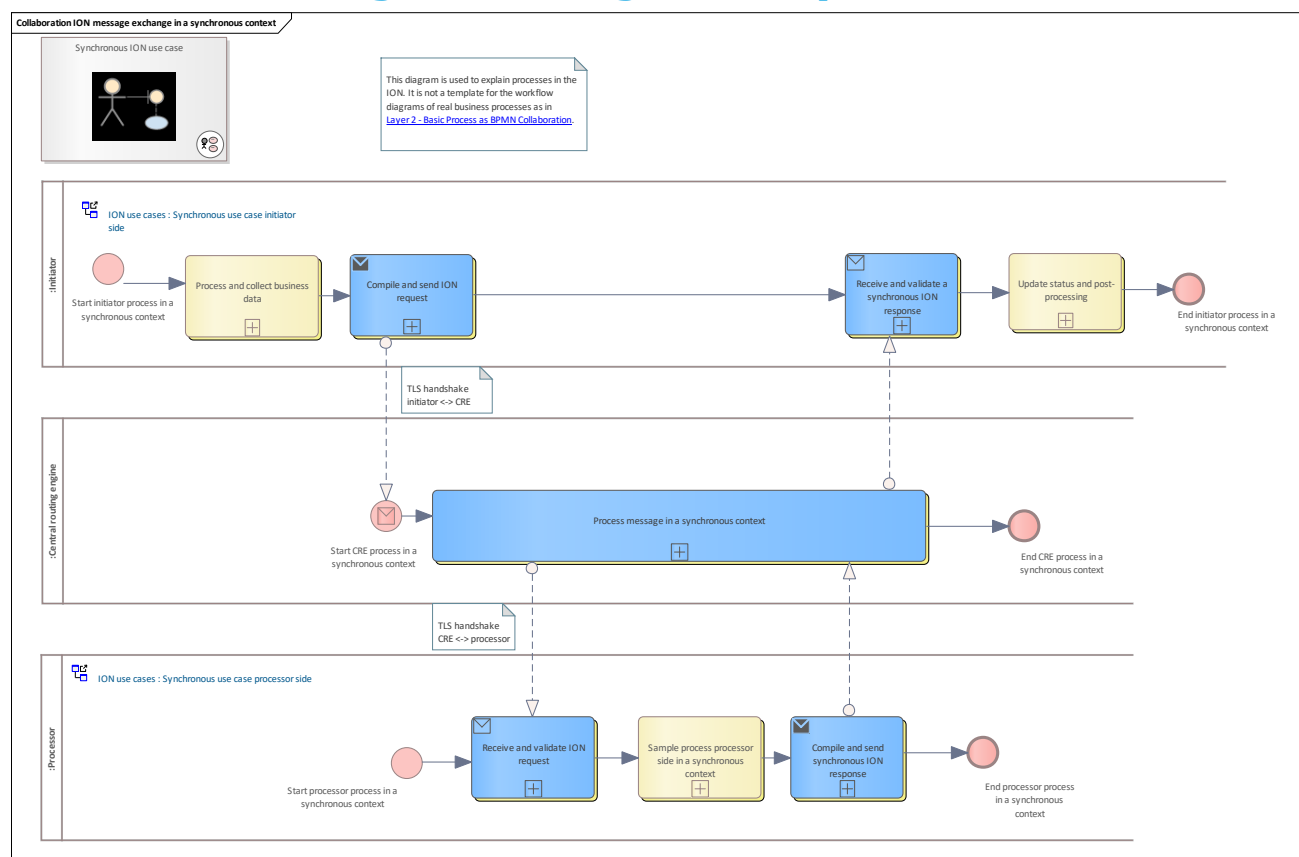 Collaboration ION message exchange in a synchronous context
Synchronous ION use case
This diagram is used to explain processes in the
ION. It is not a template for the workflow
diagrams of real business processes as in
Layer 2 - Basic Process as BPMN Collaboration.
:Initiator
ION use cases : Synchronous use case initiator
side
Start initiator process in a
synchronous context
Process and collect business
data
Compile and send ION
request
Receive and validate a
synchronous ION
response
Update status and post-
processing
End initiator process in a
synchronous context
TLS handshake
initiator <-> CRE
:Central routing engine
Start CRE process in a
synchronous context
Process message in a synchronous context
End CRE process in a
synchronous context
TLS handshake
CRE <-> processor
:Processor
ION use cases : Synchronous use case processor side
Start processor process in a
synchronous context
Receive and validate ION
request
Sample process processor
side in a synchronous
context
Compile and send
synchronous ION
response
End processor process
in a synchronous
context